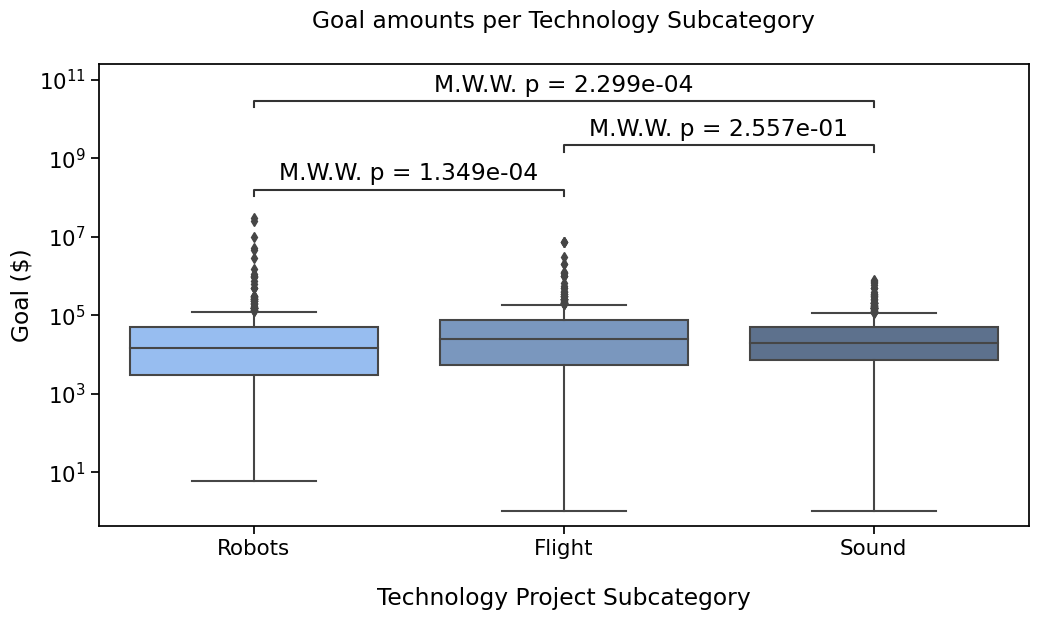 Goal amounts per Technology Subcategory
10^11
M.W.W. p = 2.299e-04
M.W.W. p = 2.557e-01
10^9
M.W.W. p = 1.349e-04
10^7
Goal ($)
10^5
10^3
10^1
Robots Flight Sound
Technology Project Subcategory